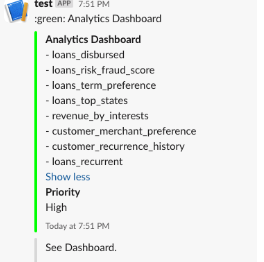 test APP 7:51 PM
:green: Analytics Dashboard
Analytics Dashboard
- loans_disbursed
- loans_risk_fraud_score
- loans_term_preference
- loans_top_states
- revenue_by_interests
- customer_merchant_preference
- customer_recurrence_history
- loans_recurrent
Show less
Priority
High
Today at 7:51 PM
See Dashboard.